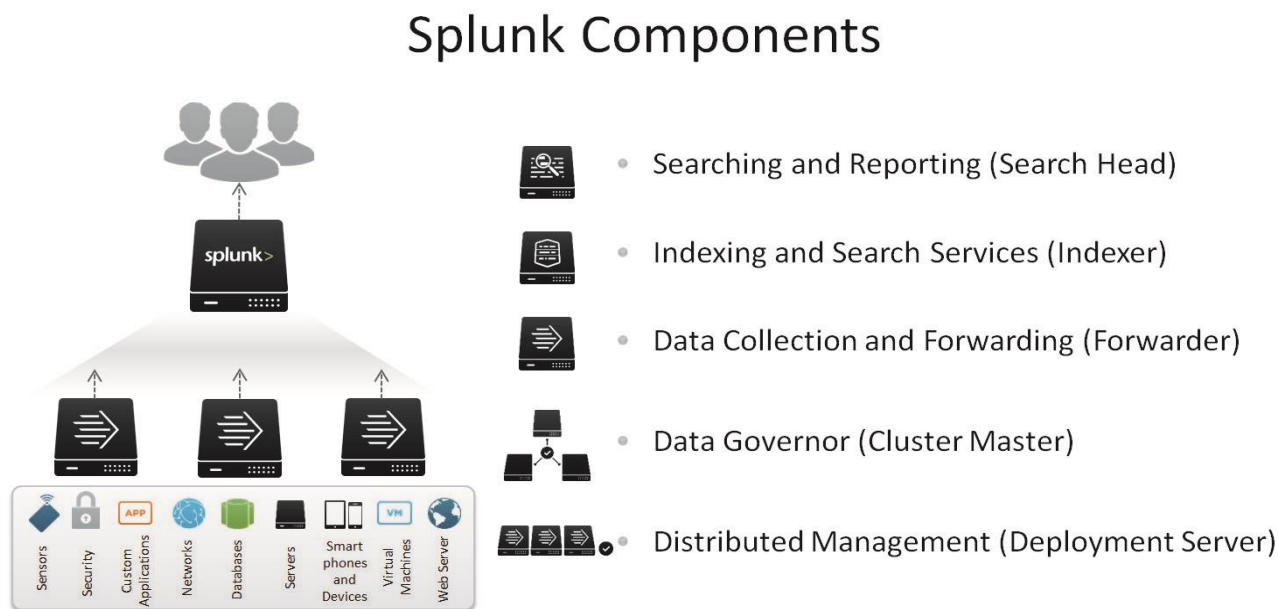 Splunk Components
splunk>
Searching and Reporting (Search Head)
Indexing and Search Services (Indexer)
Data Collection and Forwarding (Forwarder)
Data Governor (Cluster Master)
Distributed Management (Deployment Server)
APP
VM
Sensors
Security
Custom
Applications
Networks
Databases
Servers
Smart
phones
and
Devices
Virtual
Machines
Web Server